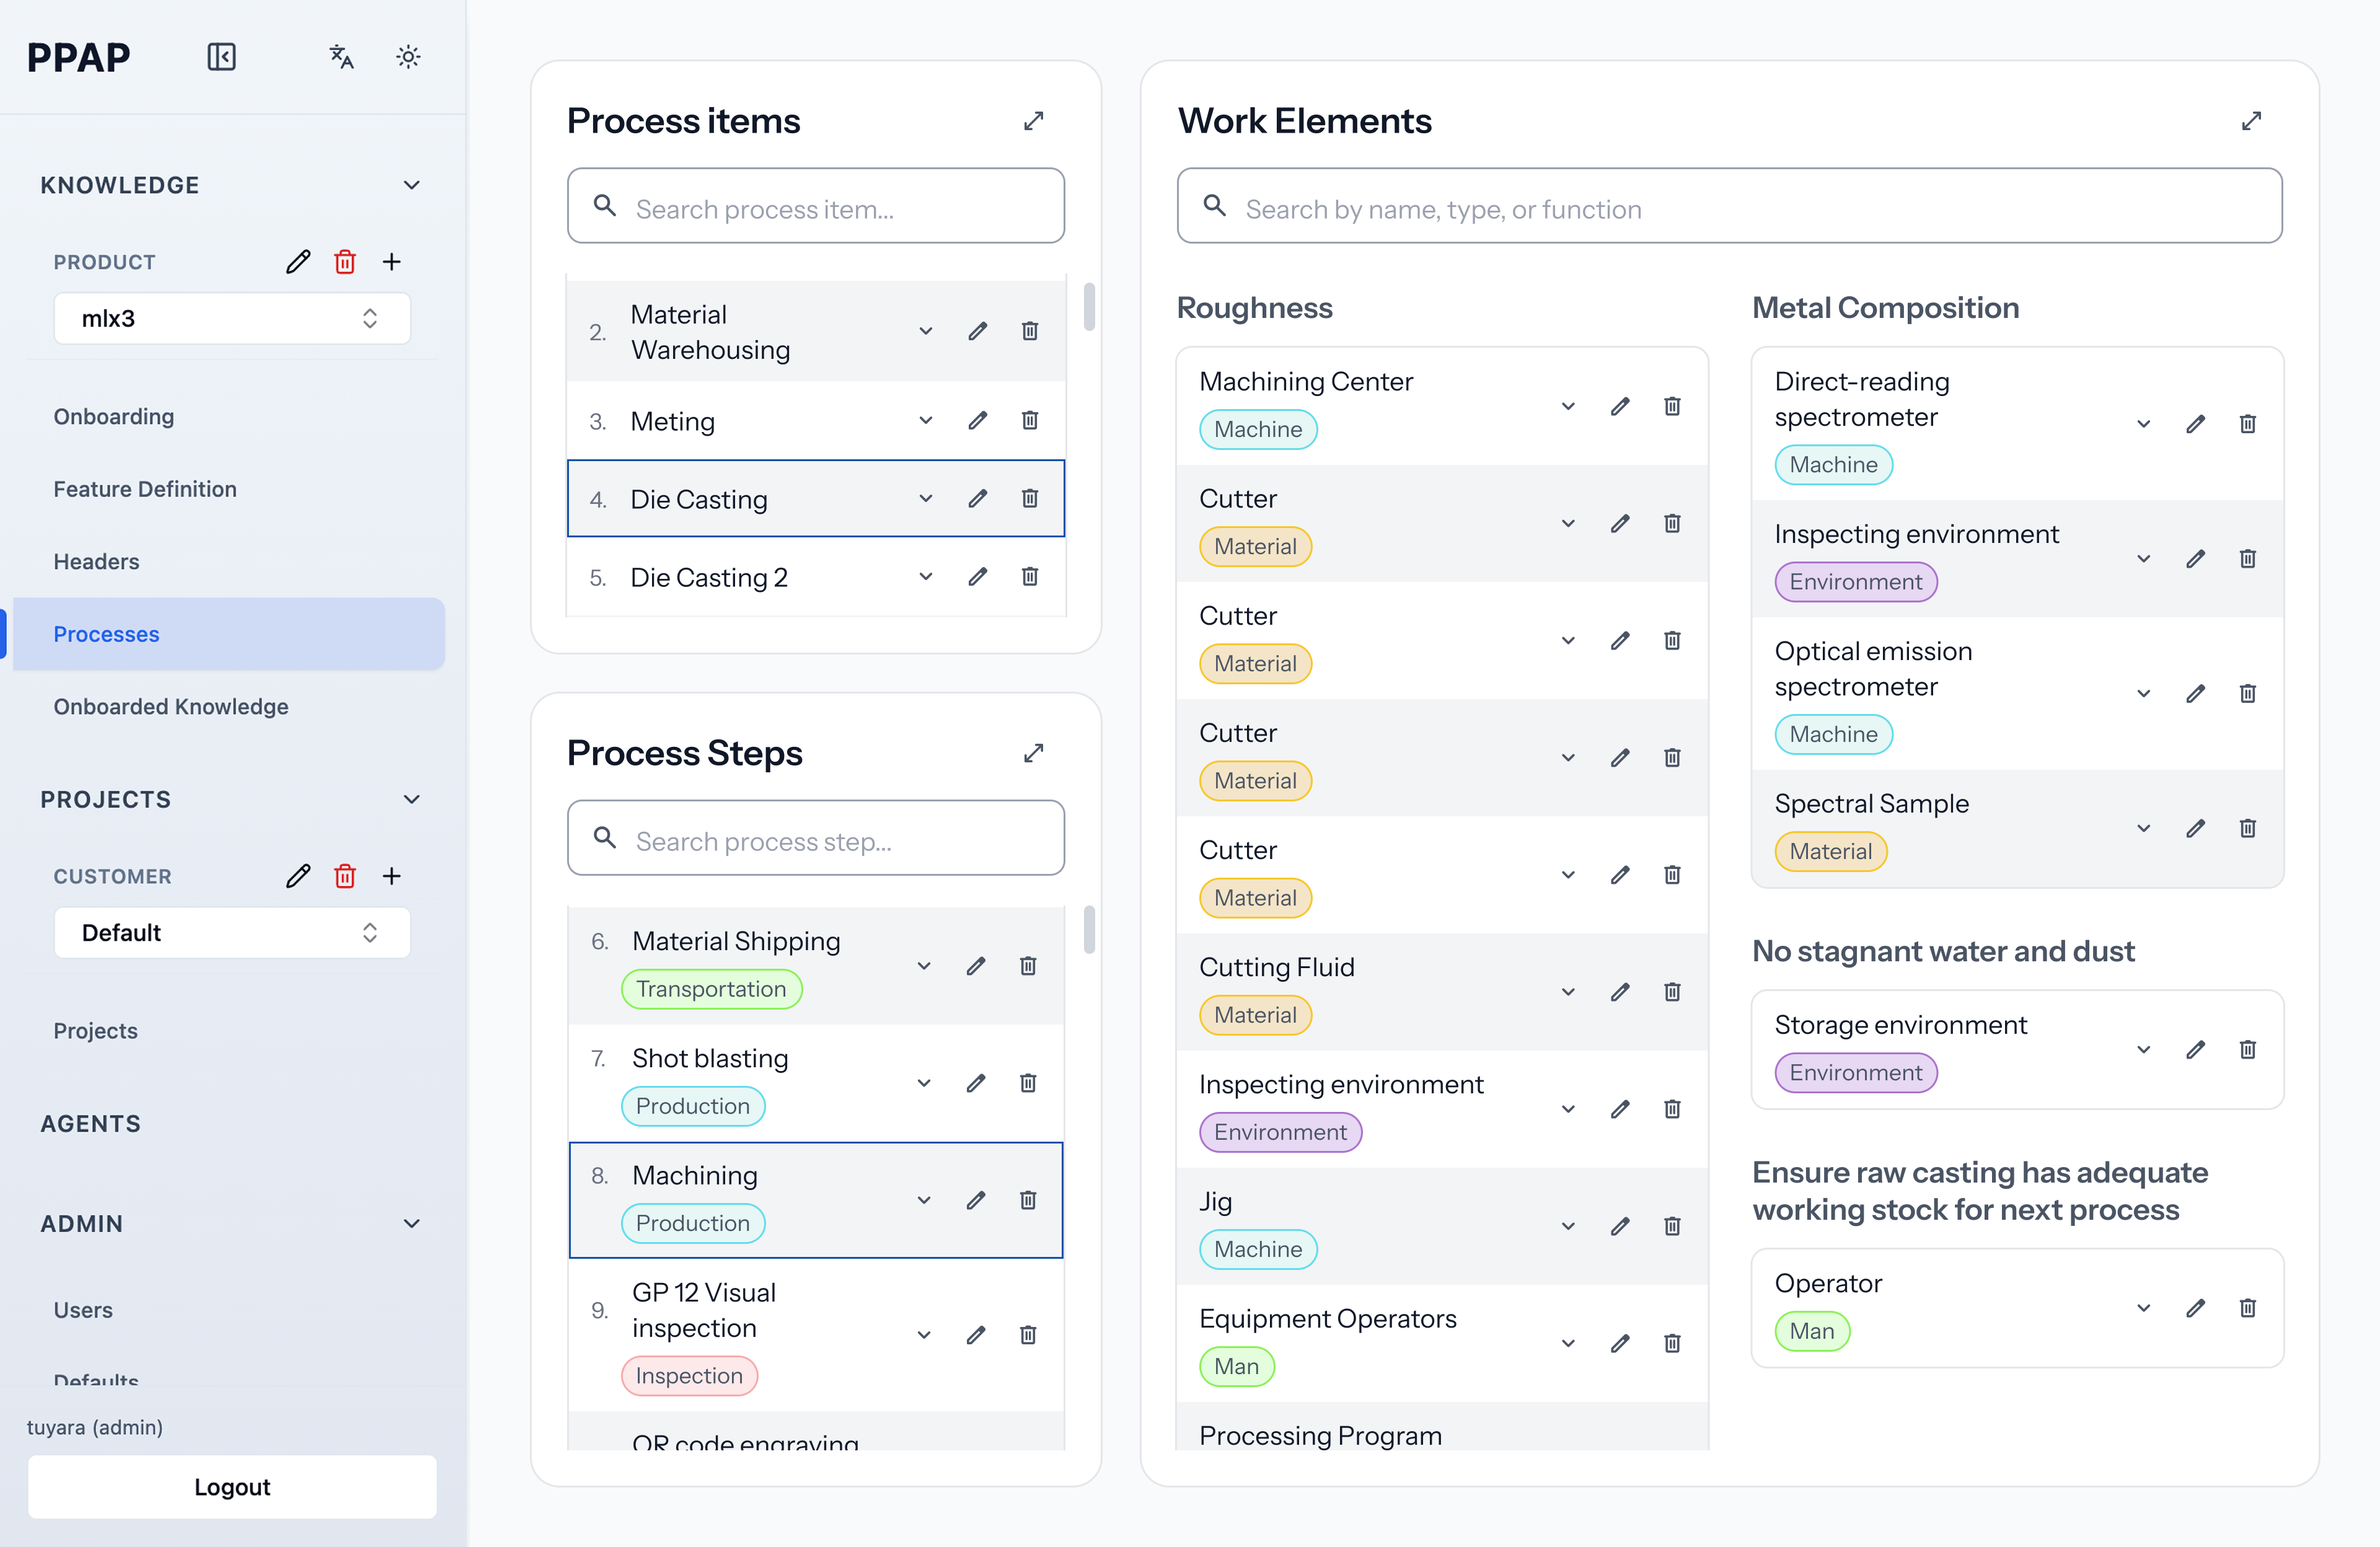 PPAP
KNOWLEDGE
PRODUCT
mlx3
Onboarding
Feature Definition
Headers
Processes
Onboarded Knowledge
PROJECTS
CUSTOMER
Default
Projects
AGENTS
ADMIN
Users
Defaults
tuyara (admin)
Logout
Process items
Search process item...
2. Material
Warehousing
3. Meting
4. Die Casting
5. Die Casting 2
Process Steps
Search process step...
6. Material Shipping
Transportation
7. Shot blasting
Production
8. Machining
Production
9. GP 12 Visual
inspection
Inspection
QR code engraving
Work Elements
Search by name, type, or function
Roughness
Machining Center
Machine
Cutter
Material
Cutter
Material
Cutter
Material
Cutter
Material
Cutting Fluid
Material
Inspecting environment
Environment
Jig
Machine
Equipment Operators
Man
Processing Program
Metal Composition
Direct-reading
spectrometer
Machine
Inspecting environment
Environment
Optical emission
spectrometer
Machine
Spectral Sample
Material
No stagnant water and dust
Storage environment
Environment
Ensure raw casting has adequate
working stock for next process
Operator
Man